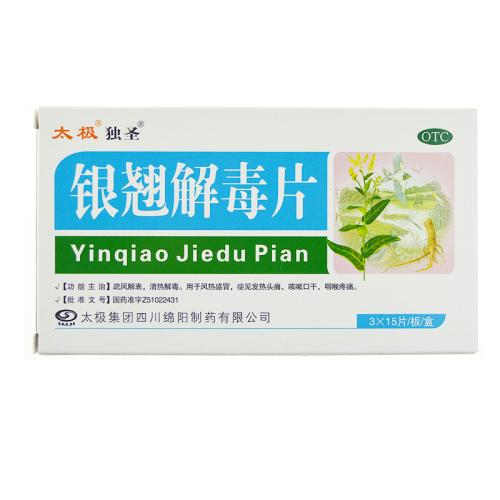 太极® 独圣®
OTC
银翘解毒片
Yinqiao Jiedu Pian
【功能主治】疏风解表，清热解毒。用于风热感冒，症见发热头痛、咳嗽口干、咽喉疼痛。
【批准文号】国药准字Z51022431
TAIJI 太极集团四川绵阳制药有限公司
3×15片/板/盒